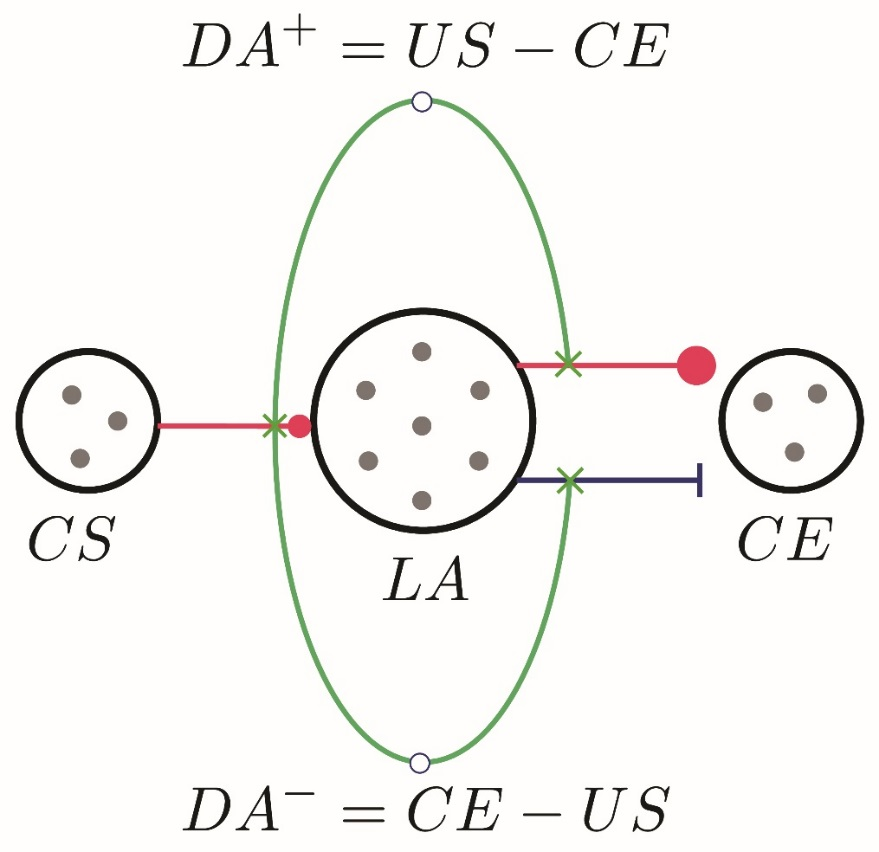 DA⁺ = US − CE
CS
LA
CE
DA⁻ = CE − US